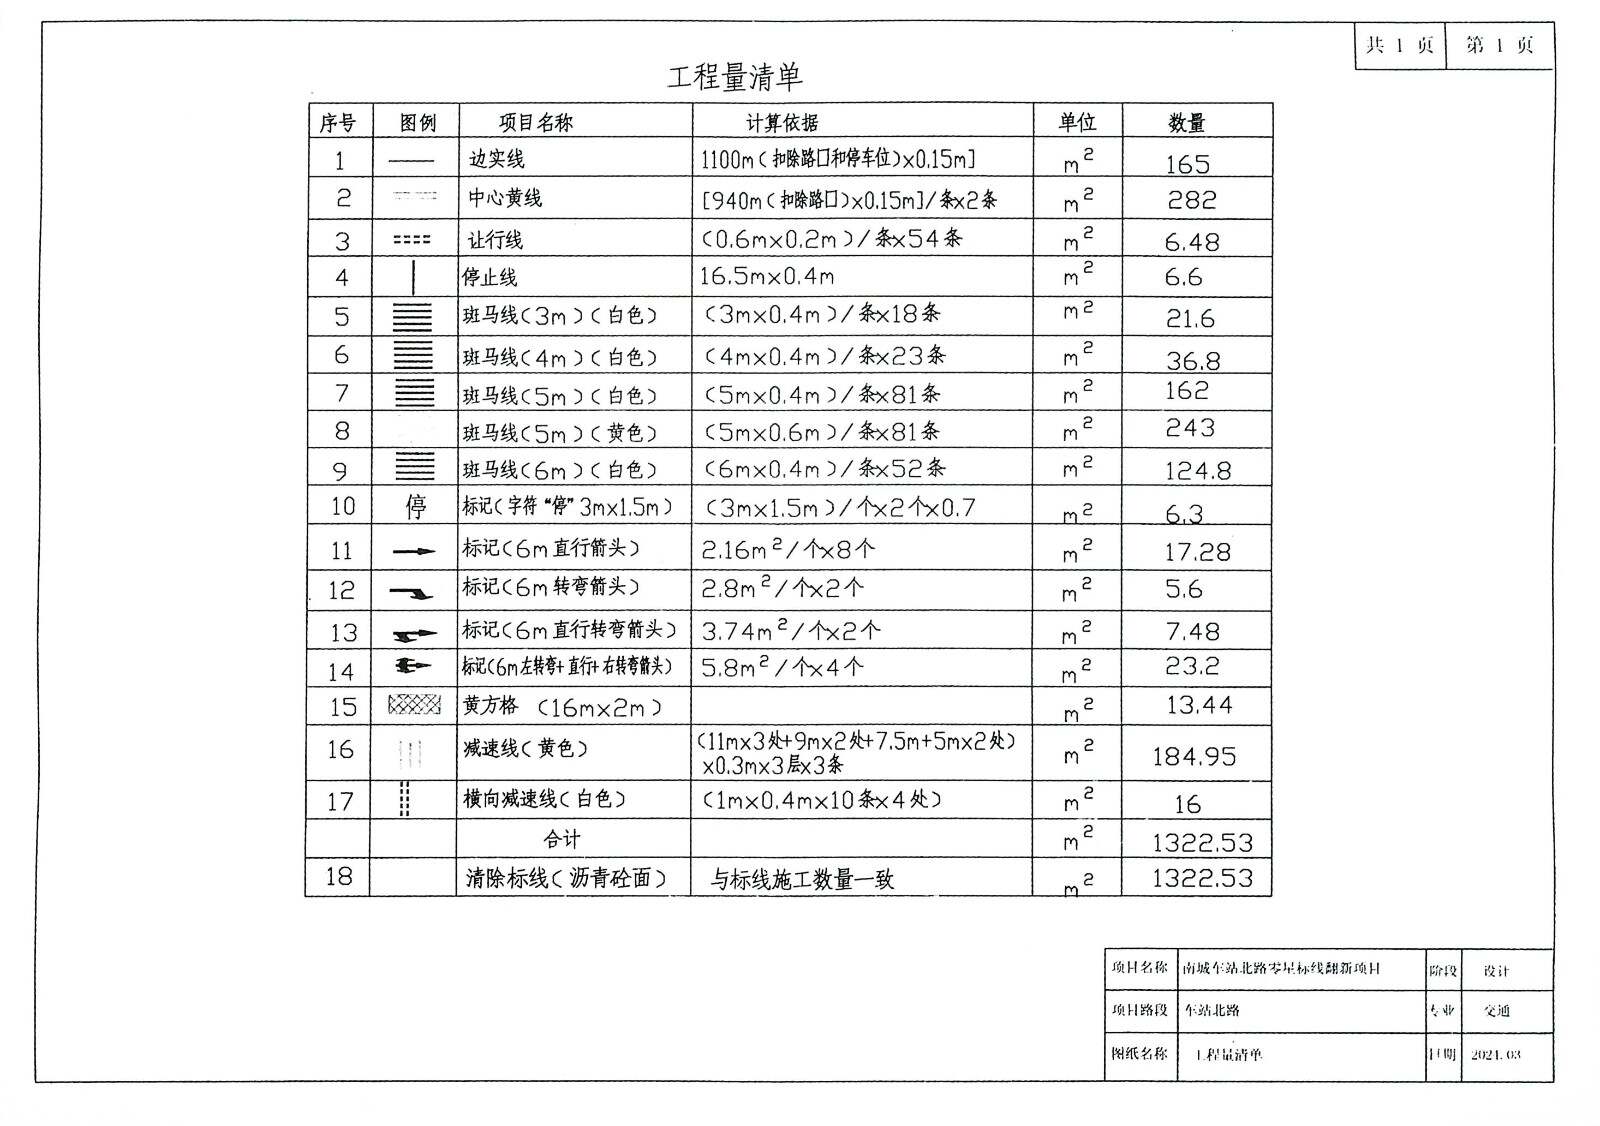 共 1 页 第 1 页
工程量清单
序号 图例 项目名称 计算依据 单位 数量
1 边实线 1100m(扣除路口和停车位)x0.15m] m² 165
2 中心黄线 [940m(扣除路口)x0.15m]/条x2条 m² 282
3 让行线 (0.6mx0.2m)/条x54条 m² 6.48
4 停止线 16.5mx0.4m m² 6.6
5 斑马线(3m)(白色) (3mx0.4m)/条x18条 m² 21.6
6 斑马线(4m)(白色) (4mx0.4m)/条x23条 m² 36.8
7 斑马线(5m)(白色) (5mx0.4m)/条x81条 m² 162
8 斑马线(5m)(黄色) (5mx0.6m)/条x81条 m² 243
9 斑马线(6m)(白色) (6mx0.4m)/条x52条 m² 124.8
10 停 标记(字符“停”3mx1.5m) (3mx1.5m)/个x2个x0.7 m² 6.3
11 标记(6m直行箭头) 2.16m²/个x8个 m² 17.28
12 标记(6m转弯箭头) 2.8m²/个x2个 m² 5.6
13 标记(6m直行转弯箭头) 3.74m²/个x2个 m² 7.48
14 标记(6m左转弯+直行+右转弯箭头) 5.8m²/个x4个 m² 23.2
15 黄方格 (16mx2m) m² 13.44
16 减速线(黄色) (11mx3处+9mx2处+7.5m+5mx2处)
x0.3mx3层x3条 m² 184.95
17 横向减速线(白色) (1mx0.4mx10条x4处) m² 16
合计 m² 1322.53
18 清除标线(沥青砼面) 与标线施工数量一致 m² 1322.53
项目名称 南城车站北路零星标线翻新项目 阶段 设计
项目路段 车站北路 专业 交通
图纸名称 工程量清单 日期 2021.03